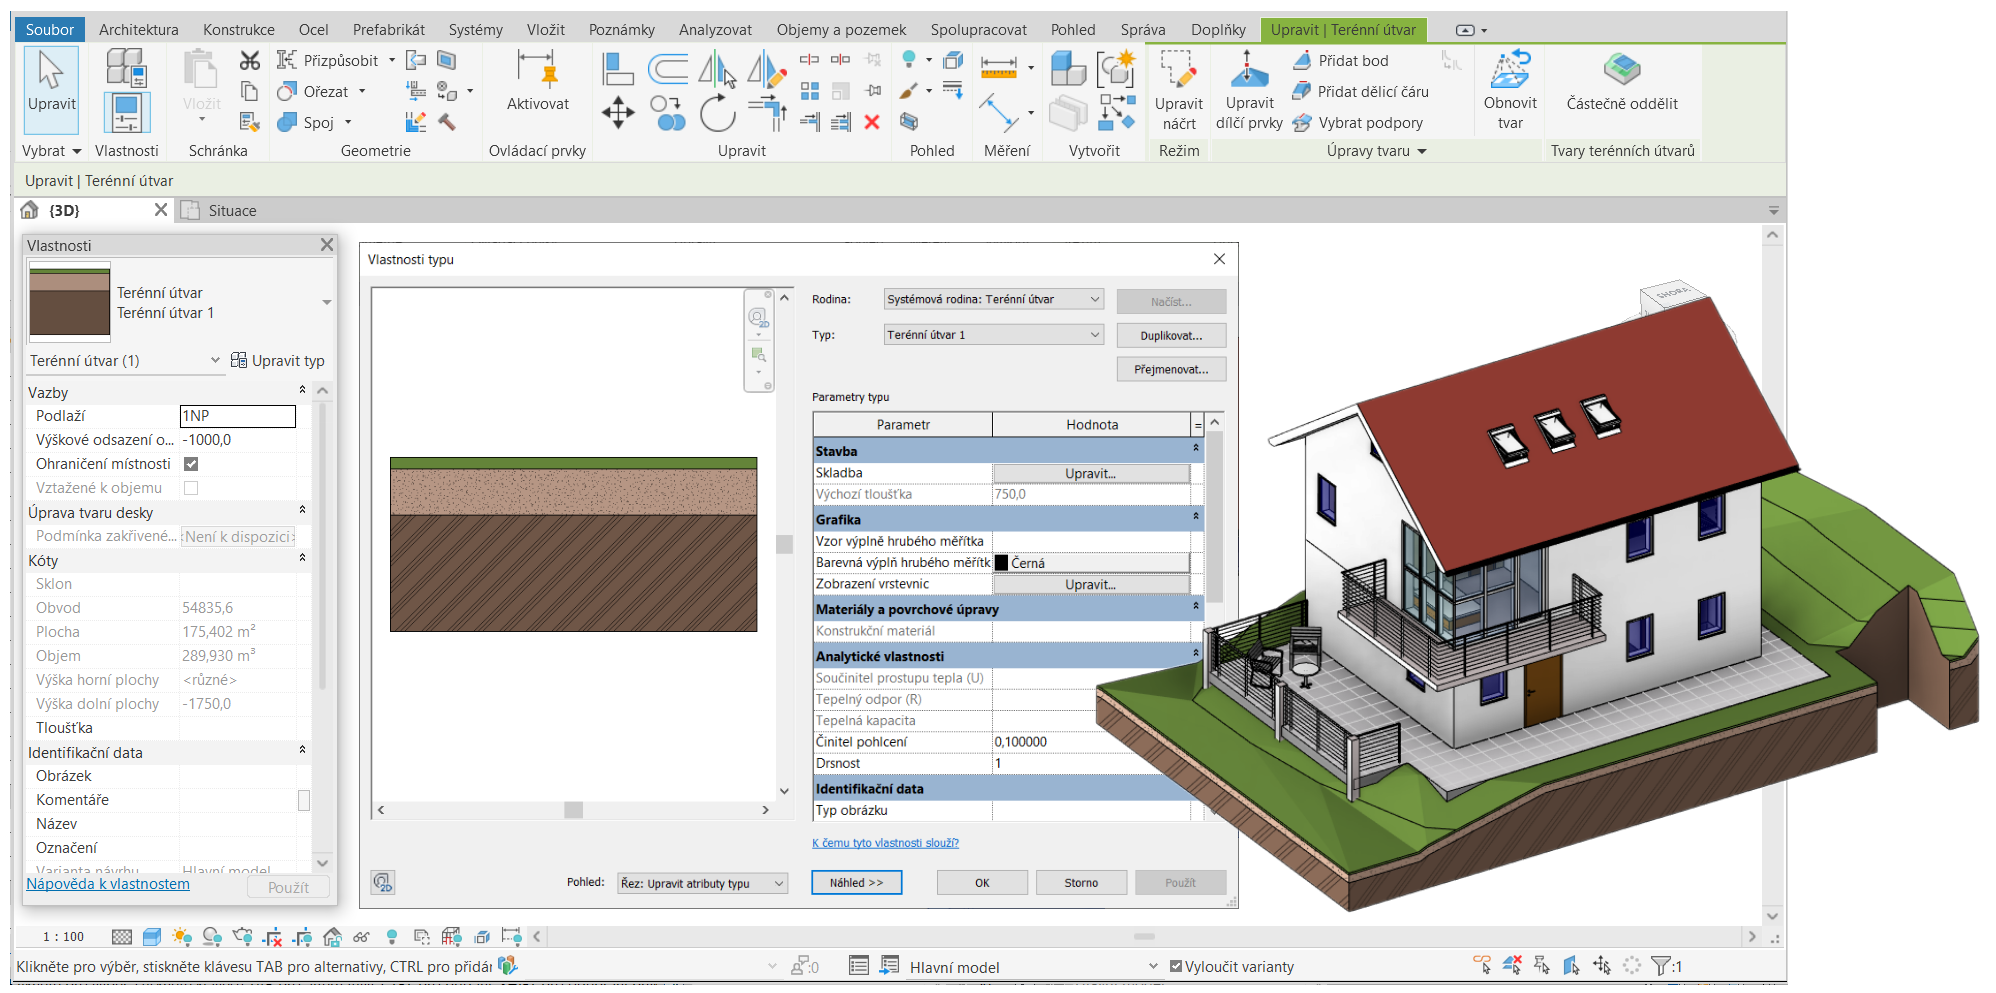 Soubor Architektura Konstrukce Ocel Prefabrikát Systémy Vložit Poznámky Analyzovat Objemy a pozemek Spolupracovat Pohled Správa Doplňky Upravit | Terénní útvar
Upravit
Vložit
Přizpůsobit
Ořezat
Spoj
Aktivovat
Upravit náčrt
Upravit dílčí prvky
Přidat bod
Přidat dělicí čáru
Vybrat podpory
Obnovit tvar
Částečně oddělit
Vybrat Vlastnosti Schránka Geometrie Ovládací prvky Upravit Pohled Měření Vytvořit Režim Úpravy tvaru Tvary terénních útvarů
Upravit | Terénní útvar
{3D} Situace
Vlastnosti
Terénní útvar
Terénní útvar 1
Terénní útvar (1) Upravit typ
Vazby
Podlaží 1NP
Výškové odsazení o... -1000,0
Ohraničení místnosti
Vztažené k objemu
Úprava tvaru desky
Podmínka zakřivené... <Není k dispozici>
Kóty
Sklon
Obvod 54835,6
Plocha 175,402 m²
Objem 289,930 m³
Výška horní plochy <různé>
Výška dolní plochy -1750,0
Tloušťka
Identifikační data
Obrázek
Komentáře
Název
Označení
Varianta návrhu Hlavní model
Nápověda k vlastnostem Použít
Vlastnosti typu
2D
Rodina: Systémová rodina: Terénní útvar Načíst...
Typ: Terénní útvar 1 Duplikovat...
Přejmenovat...
Parametry typu
Parametr Hodnota =
Stavba
Skladba Upravit...
Výchozí tloušťka 750,0
Grafika
Vzor výplně hrubého měřítka
Barevná výplň hrubého měřítk Černá
Zobrazení vrstevnic Upravit...
Materiály a povrchové úpravy
Konstrukční materiál
Analytické vlastnosti
Součinitel prostupu tepla (U)
Tepelný odpor (R)
Tepelná kapacita
Činitel pohlcení 0,100000
Drsnost 1
Identifikační data
Typ obrázku
K čemu tyto vlastnosti slouží?
2D Pohled: Řez: Upravit atributy typu Náhled >> OK Storno Použít
SHORA
1 : 100
Klikněte pro výběr, stiskněte klávesu TAB pro alternativy, CTRL pro přidán :0 Hlavní model Vyloučit varianty :1